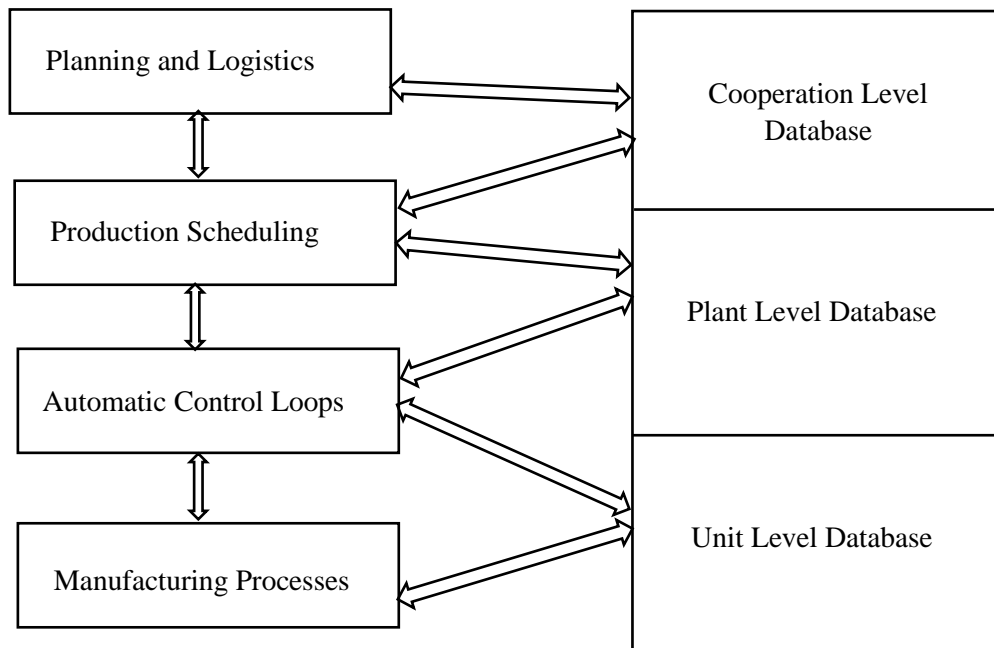 Planning and Logistics
Production Scheduling
Automatic Control Loops
Manufacturing Processes
Cooperation Level
Database
Plant Level Database
Unit Level Database